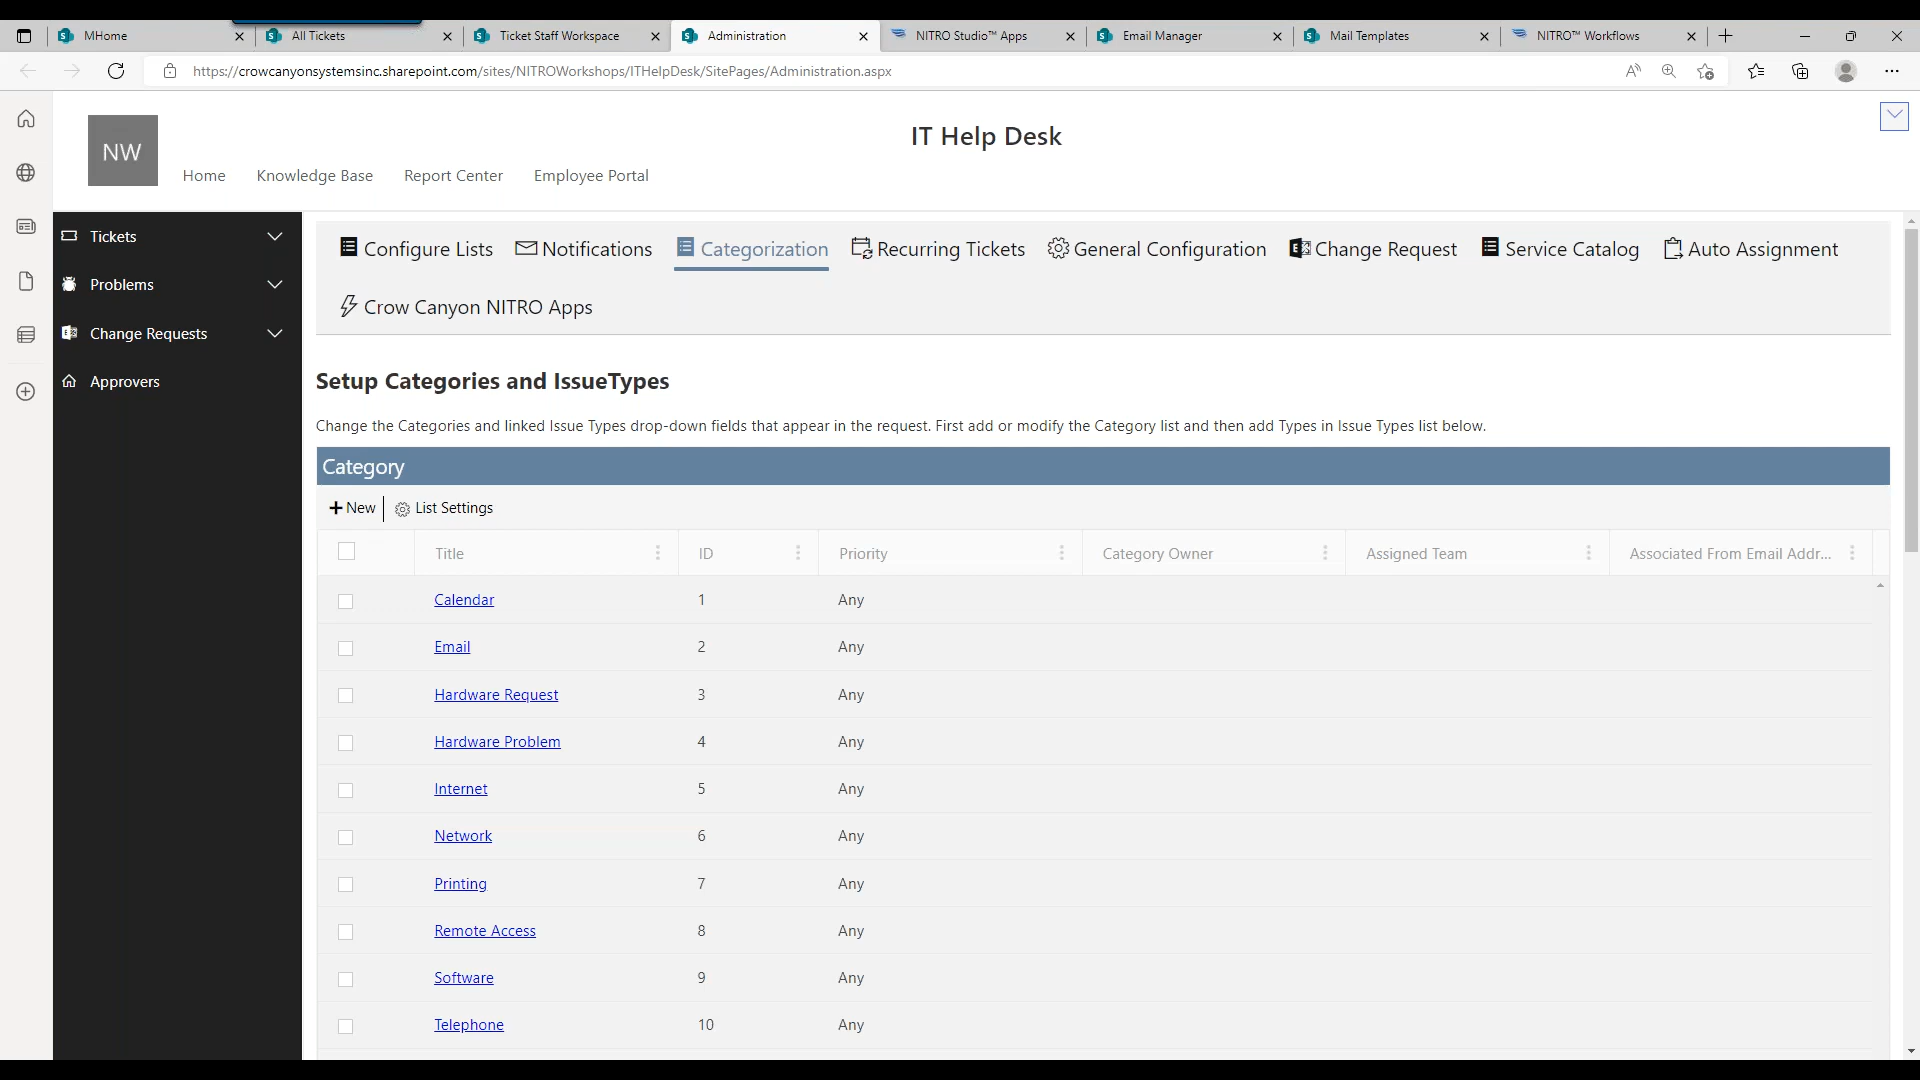 MHome All Tickets Ticket Staff Workspace Administration NITRO Studio™ Apps Email Manager Mail Templates NITRO™ Workflows
https://crowcanyonsystemsinc.sharepoint.com/sites/NITROWorkshops/ITHelpDesk/SitePages/Administration.aspx
NW
IT Help Desk
Home Knowledge Base Report Center Employee Portal
Tickets
Problems
Change Requests
Approvers
Configure Lists Notifications Categorization Recurring Tickets General Configuration Change Request Service Catalog Auto Assignment
Crow Canyon NITRO Apps
Setup Categories and IssueTypes
Change the Categories and linked Issue Types drop-down fields that appear in the request. First add or modify the Category list and then add Types in Issue Types list below.
Category
+ New List Settings
Title ID Priority Category Owner Assigned Team Associated From Email Addr...
Calendar 1 Any
Email 2 Any
Hardware Request 3 Any
Hardware Problem 4 Any
Internet 5 Any
Network 6 Any
Printing 7 Any
Remote Access 8 Any
Software 9 Any
Telephone 10 Any